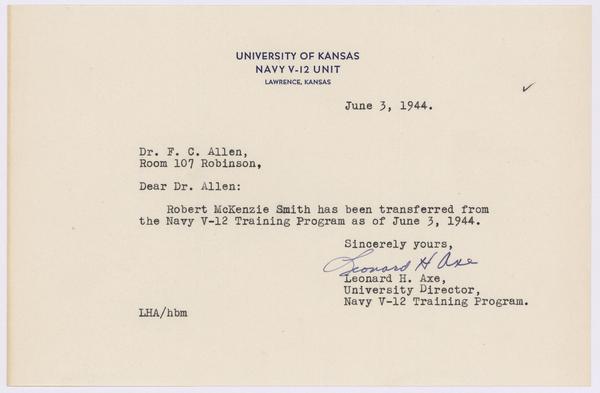 UNIVERSITY OF KANSAS
NAVY V-12 UNIT
LAWRENCE, KANSAS
June 3, 1944.
Dr. F. C. Allen,
Room 107 Robinson,
Dear Dr. Allen:
Robert McKenzie Smith has been transferred from
the Navy V-12 Training Program as of June 3, 1944.
Sincerely yours,
Leonard H Axe
Leonard H. Axe,
University Director,
Navy V-12 Training Program.
LHA/hbm